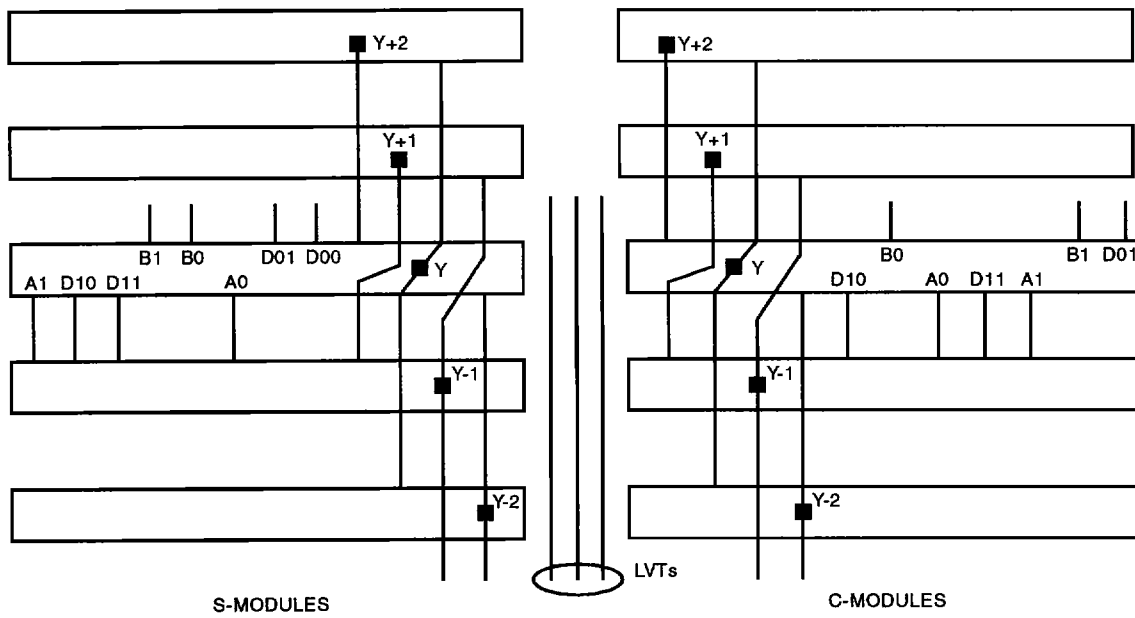 Y+2 Y+2
Y+1 Y+1
B1 B0 D01 D00 Y B0 B1 D01 Y
A1 D10 D11 A0 D10 A0 D11 A1
Y-1 Y-1
Y-2 Y-2
LVTs
S-MODULES C-MODULES